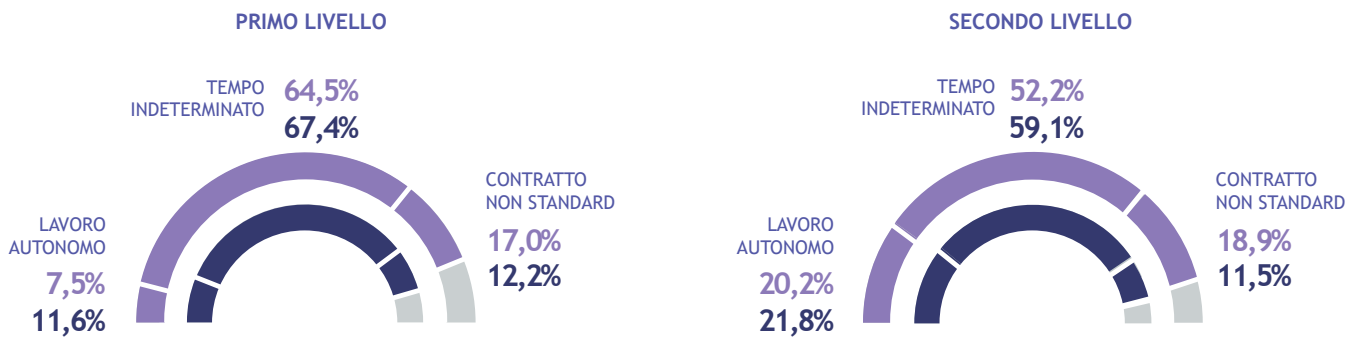 PRIMO LIVELLO
TEMPO
INDETERMINATO
64,5%
67,4%
CONTRATTO
NON STANDARD
17,0%
12,2%
LAVORO
AUTONOMO
7,5%
11,6%
SECONDO LIVELLO
TEMPO
INDETERMINATO
52,2%
59,1%
CONTRATTO
NON STANDARD
18,9%
11,5%
LAVORO
AUTONOMO
20,2%
21,8%